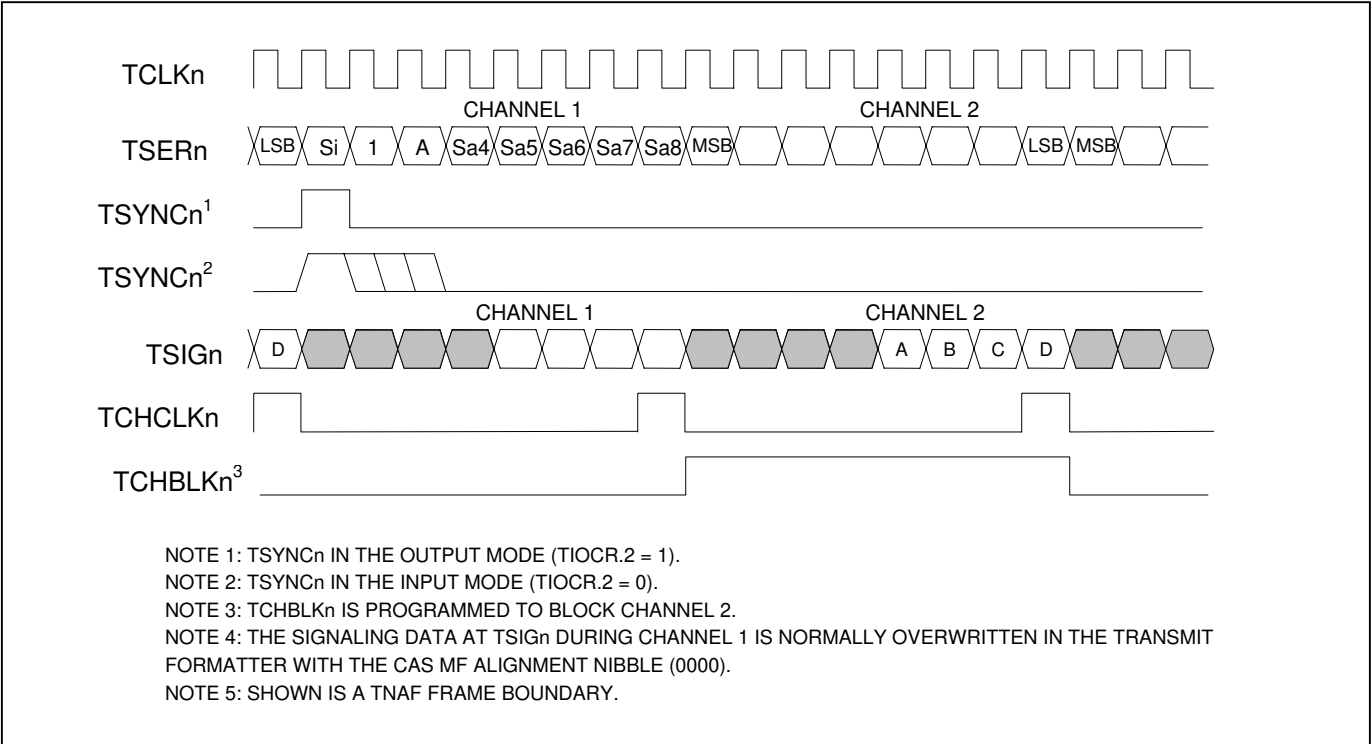 TCLKn
CHANNEL 1 CHANNEL 2
TSERn LSB Si 1 A Sa4 Sa5 Sa6 Sa7 Sa8 MSB LSB MSB
TSYNCn1
TSYNCn2
CHANNEL 1 CHANNEL 2
TSIGn D A B C D
TCHCLKn
TCHBLKn3
NOTE 1: TSYNCn IN THE OUTPUT MODE (TIOCR.2 = 1).
NOTE 2: TSYNCn IN THE INPUT MODE (TIOCR.2 = 0).
NOTE 3: TCHBLKn IS PROGRAMMED TO BLOCK CHANNEL 2.
NOTE 4: THE SIGNALING DATA AT TSIGn DURING CHANNEL 1 IS NORMALLY OVERWRITTEN IN THE TRANSMIT
FORMATTER WITH THE CAS MF ALIGNMENT NIBBLE (0000).
NOTE 5: SHOWN IS A TNAF FRAME BOUNDARY.